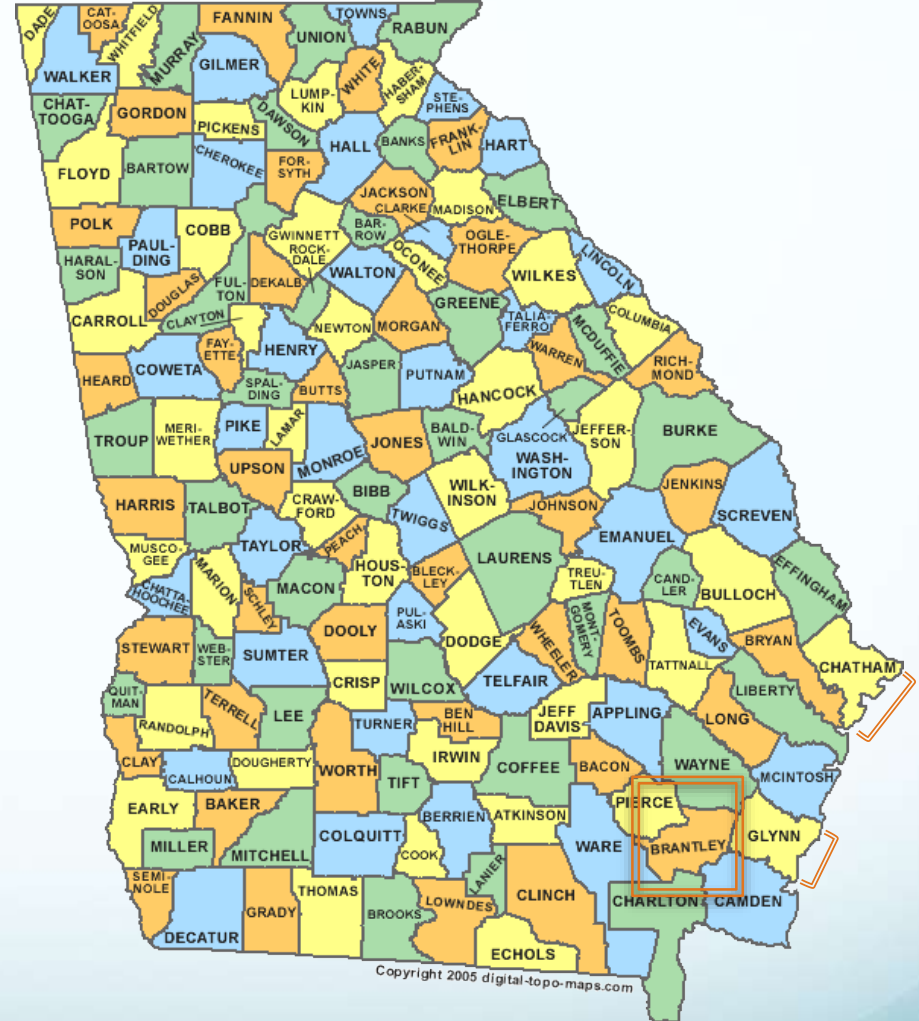 DADE
CAT-
OOSA
WHITFIELD
MURRAY
FANNIN
UNION
TOWNS
RABUN
WALKER
GILMER
LUMP-
KIN
WHITE
HABER-
SHAM
STE-
PHENS
CHAT-
TOOGA
GORDON
PICKENS
DAWSON
HALL
BANKS
FRANK-
LIN
HART
FLOYD
BARTOW
CHEROKEE
FOR-
SYTH
JACKSON
CLARKE
MADISON
ELBERT
POLK
PAUL-
DING
COBB
GWINNETT
BAR-
ROW
OCONEE
OGLE-
THORPE
WILKES
LINCOLN
HARAL-
SON
DOUGLAS
FUL-
TON
DEKALB
ROCK-
DALE
WALTON
GREENE
TALIA-
FERRO
MCDUFFIE
COLUMBIA
CARROLL
CLAYTON
FAY-
ETTE
HENRY
NEWTON
MORGAN
WARREN
RICH-
MOND
HEARD
COWETA
SPAL-
DING
BUTTS
JASPER
PUTNAM
HANCOCK
GLASCOCK
JEFFER-
SON
BURKE
TROUP
MERI-
WETHER
PIKE
LAMAR
MONROE
JONES
BALD-
WIN
WASH-
INGTON
HARRIS
TALBOT
UPSON
CRAW-
FORD
BIBB
TWIGGS
WILK-
INSON
JOHNSON
JENKINS
SCREVEN
MUSCO-
GEE
MARION
TAYLOR
PEACH
HOUS-
TON
BLECK-
LEY
LAURENS
EMANUEL
CHATTA-
HOOCHEE
SCHLEY
MACON
PUL-
ASKI
TREUT-
LEN
CAND-
LER
BULLOCH
EFFINGHAM
STEWART
WEB-
STER
SUMTER
DOOLY
DODGE
WHEELER
MONT-
GOMERY
TOOMBS
TATTNALL
EVANS
BRYAN
CHATHAM
QUIT-
MAN
RANDOLPH
TERRELL
LEE
CRISP
WILCOX
TELFAIR
JEFF
DAVIS
APPLING
LONG
LIBERTY
CLAY
CALHOUN
DOUGHERTY
WORTH
TURNER
BEN
HILL
IRWIN
COFFEE
BACON
WAYNE
MCINTOSH
EARLY
BAKER
TIFT
PIERCE
MILLER
MITCHELL
COLQUITT
BERRIEN
ATKINSON
WARE
BRANTLEY
GLYNN
SEMI-
NOLE
DECATUR
GRADY
THOMAS
BROOKS
COOK
LANIER
LOWNDES
CLINCH
ECHOLS
CHARLTON
CAMDEN
Copyright 2005 digital-topo-maps.com